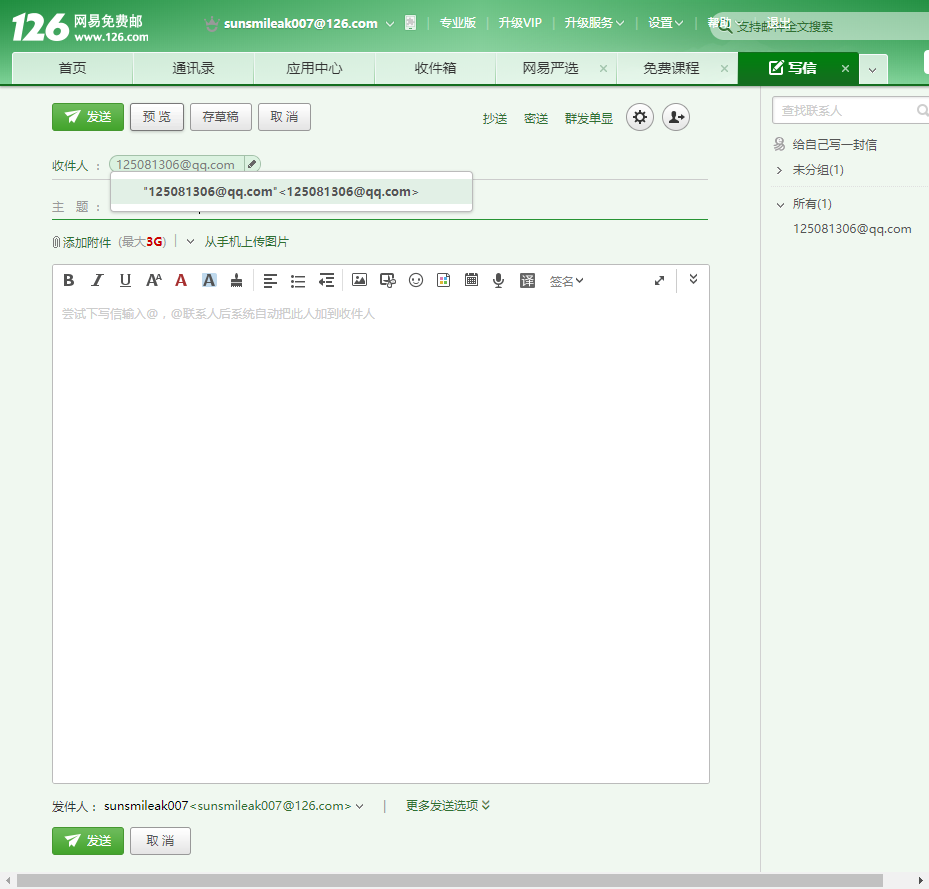 126 网易免费邮
www.126.com
sunsmileak007@126.com
专业版
升级VIP
升级服务
设置
帮助
退出
支持邮件全文搜索
首页
通讯录
应用中心
收件箱
网易严选
免费课程
写信
发送
预 览
存草稿
取 消
抄送
密送
群发单显
查找联系人
给自己写一封信
未分组(1)
所有(1)
125081306@qq.com
收件人：
125081306@qq.com
"125081306@qq.com"<125081306@qq.com>
主 题：
添加附件 (最大3G)
从手机上传图片
B I U A A A 译 签名
尝试下写信输入@，@联系人后系统自动把此人加到收件人
发件人：sunsmileak007<sunsmileak007@126.com>
更多发送选项
发送
取 消